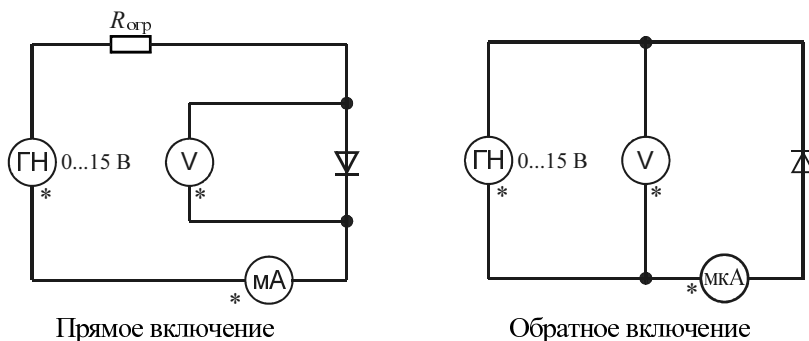 Rогр
ГН
0...15 В
V
*
*
мА
*
Прямое включение
ГН
0...15 В
V
*
*
мкА
*
Обратное включение